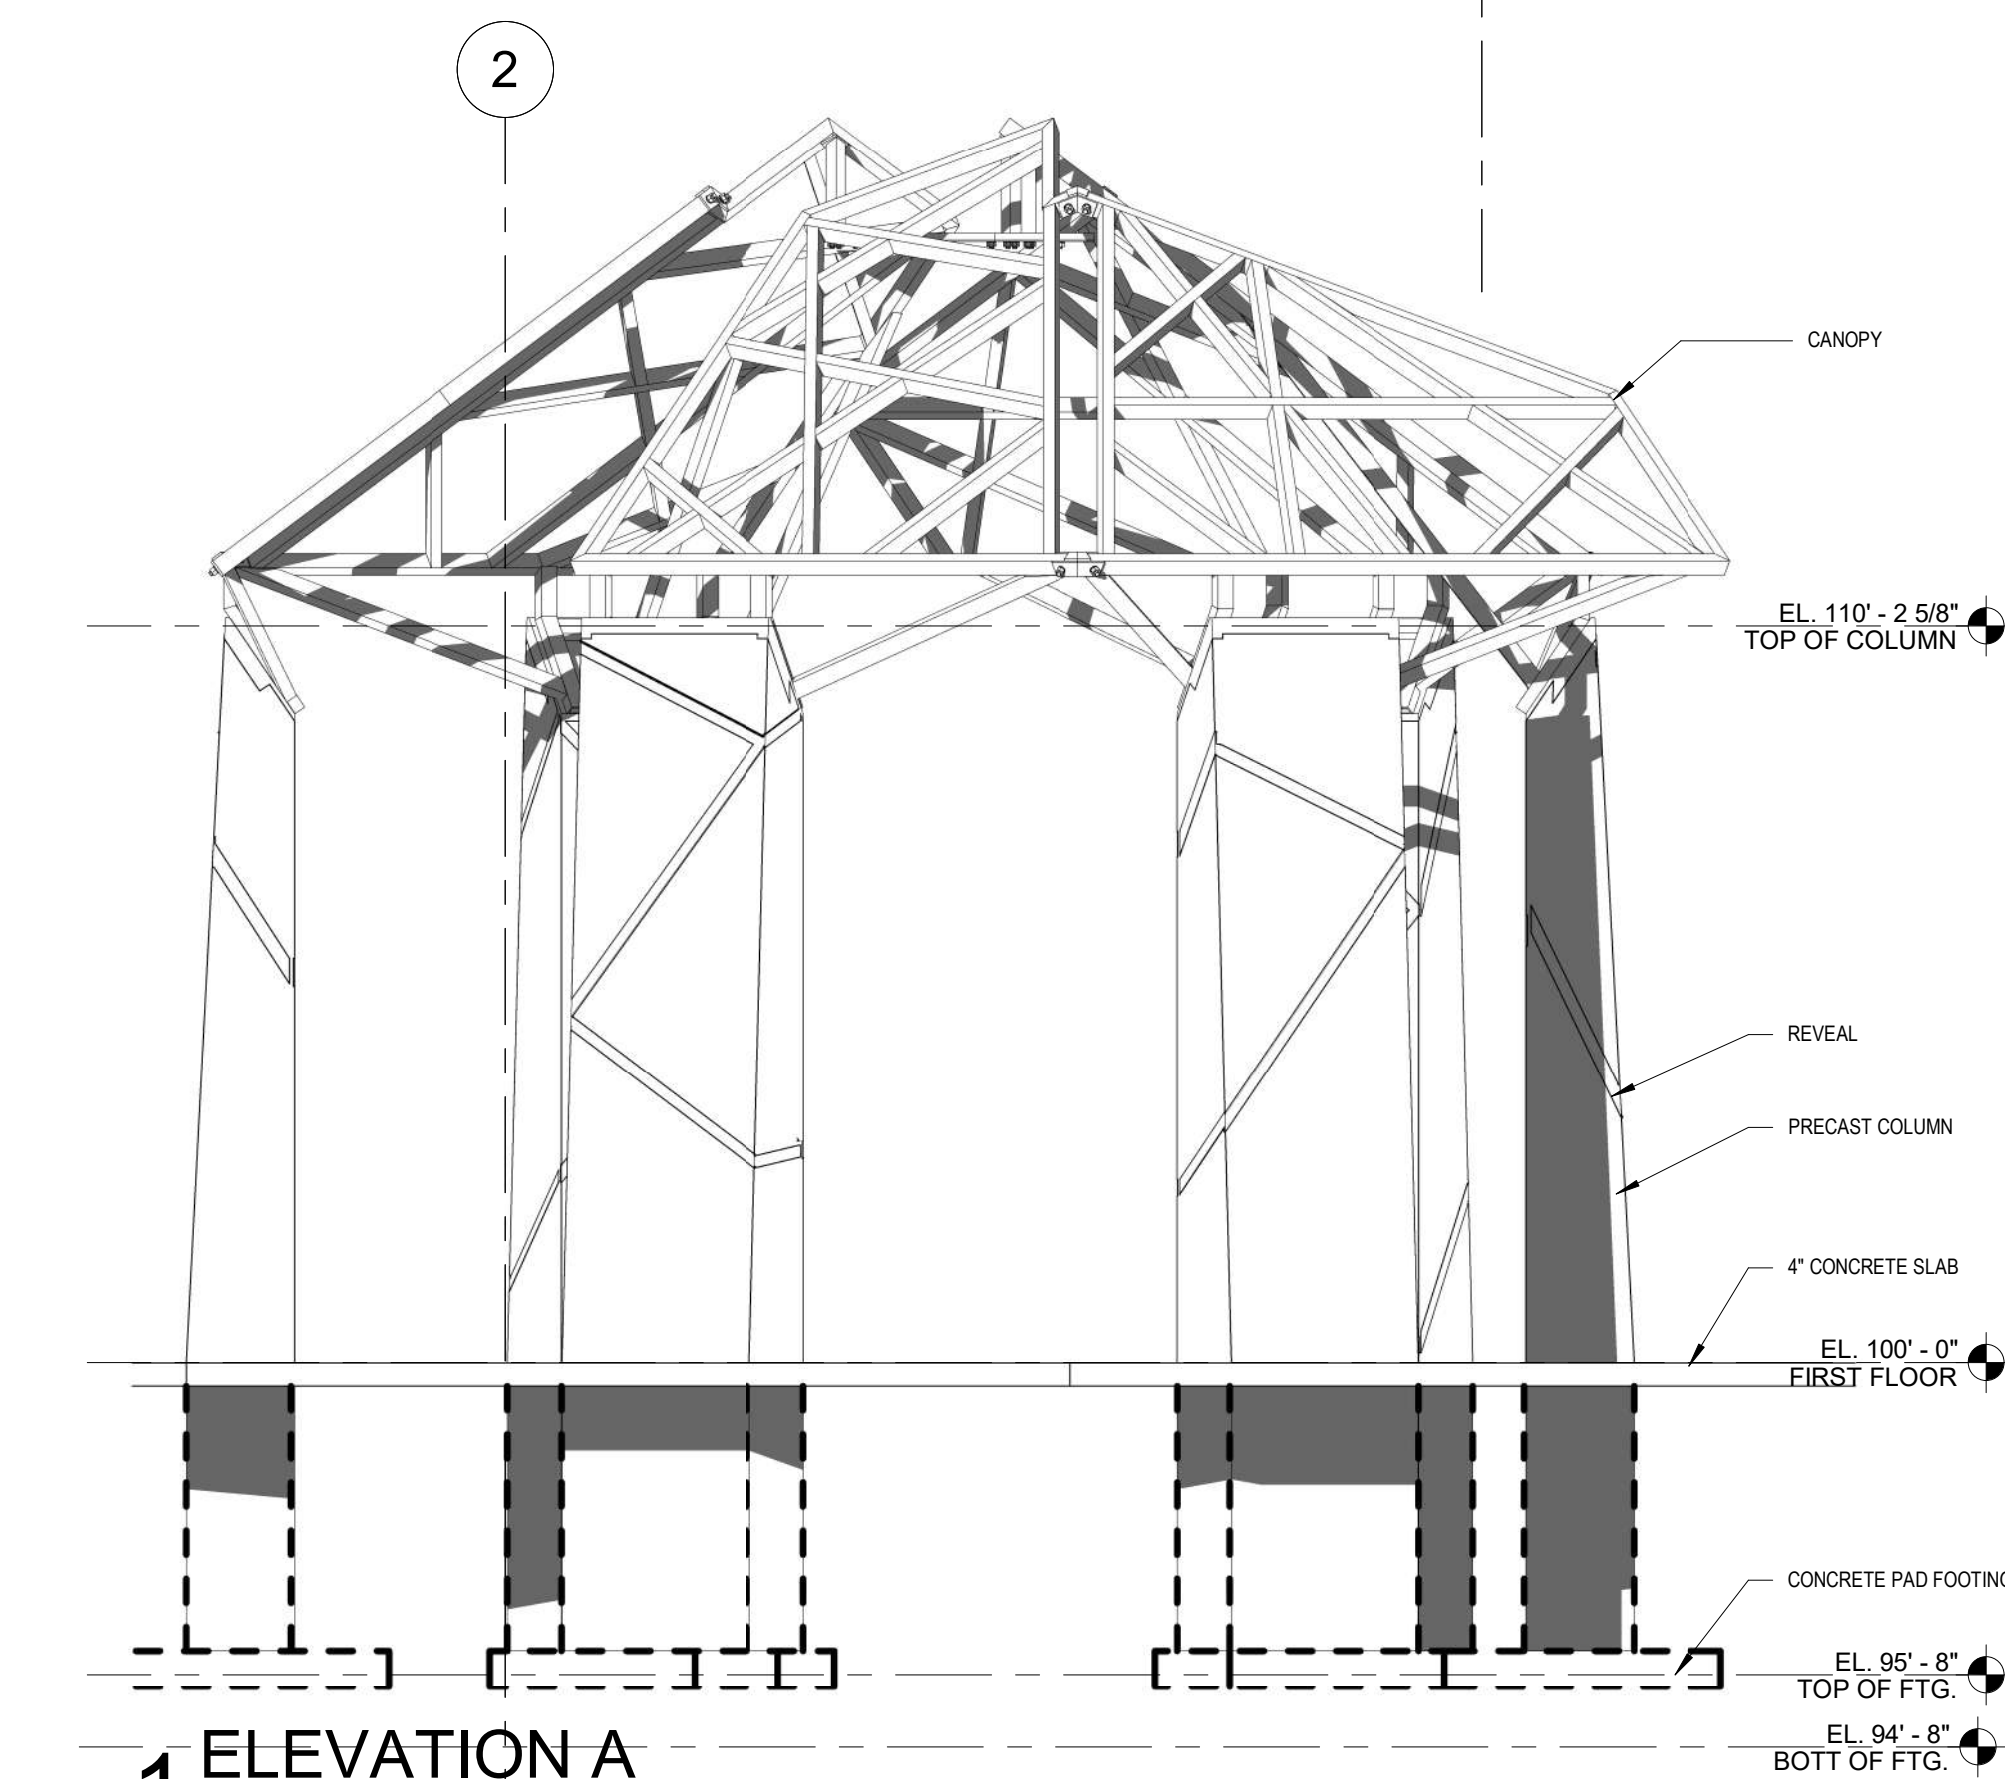 2
CANOPY
EL. 110' - 2 5/8"
TOP OF COLUMN
REVEAL
PRECAST COLUMN
4" CONCRETE SLAB
EL. 100' - 0"
FIRST FLOOR
CONCRETE PAD FOOTING
EL. 95' - 8"
TOP OF FTG.
EL. 94' - 8"
BOTT OF FTG.
1 ELEVATION A